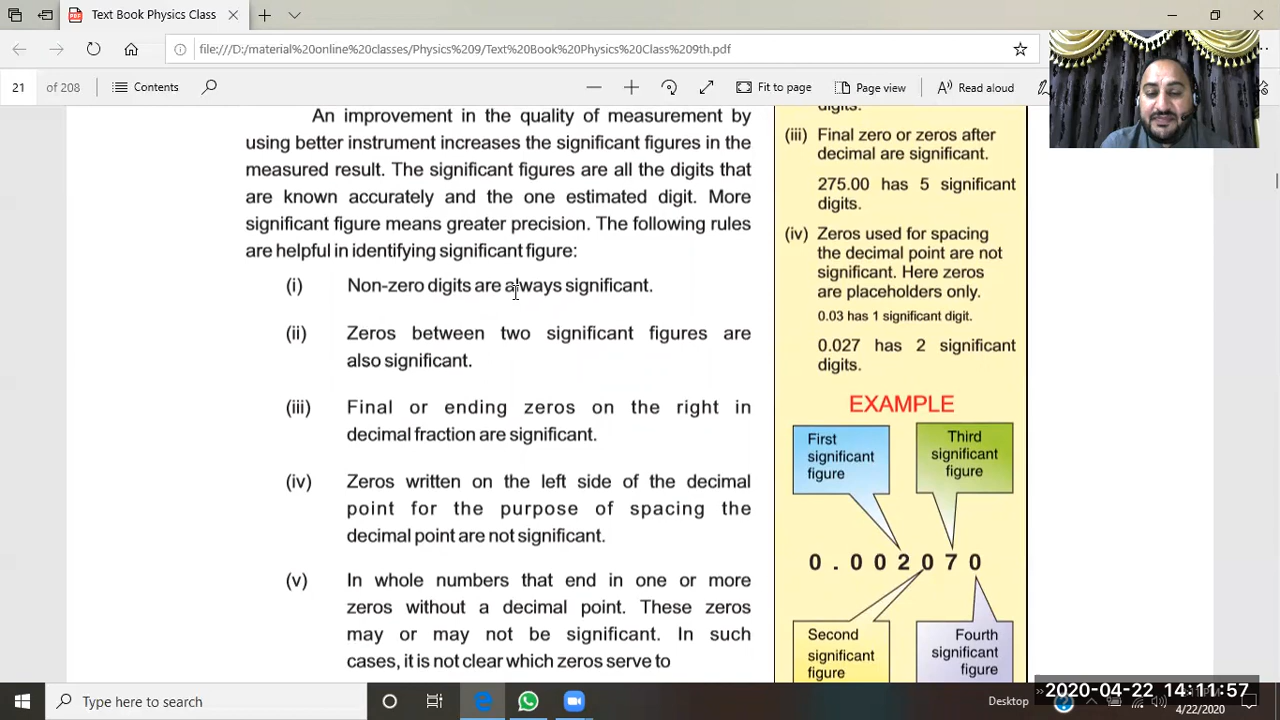 Text Book Physics Class
file:///D:/material%20online%20classes/Physics%209/Text%20Book%20Physics%20Class%209th.pdf
21 of 208 Contents Fit to page Page view Read aloud
An improvement in the quality of measurement by
using better instrument increases the significant figures in the
measured result. The significant figures are all the digits that
are known accurately and the one estimated digit. More
significant figure means greater precision. The following rules
are helpful in identifying significant figure:
(i) Non-zero digits are always significant.
(ii) Zeros between two significant figures are
also significant.
(iii) Final or ending zeros on the right in
decimal fraction are significant.
(iv) Zeros written on the left side of the decimal
point for the purpose of spacing the
decimal point are not significant.
(v) In whole numbers that end in one or more
zeros without a decimal point. These zeros
may or may not be significant. In such
cases, it is not clear which zeros serve to
digits.
(iii) Final zero or zeros after
decimal are significant.
275.00 has 5 significant
digits.
(iv) Zeros used for spacing
the decimal point are not
significant. Here zeros
are placeholders only.
0.03 has 1 significant digit.
0.027 has 2 significant
digits.
EXAMPLE
First
significant
figure
Third
significant
figure
0.002070
Second
significant
figure
Fourth
significant
figure
Type here to search
Desktop
2020-04-22 14:11:57
4/22/2020